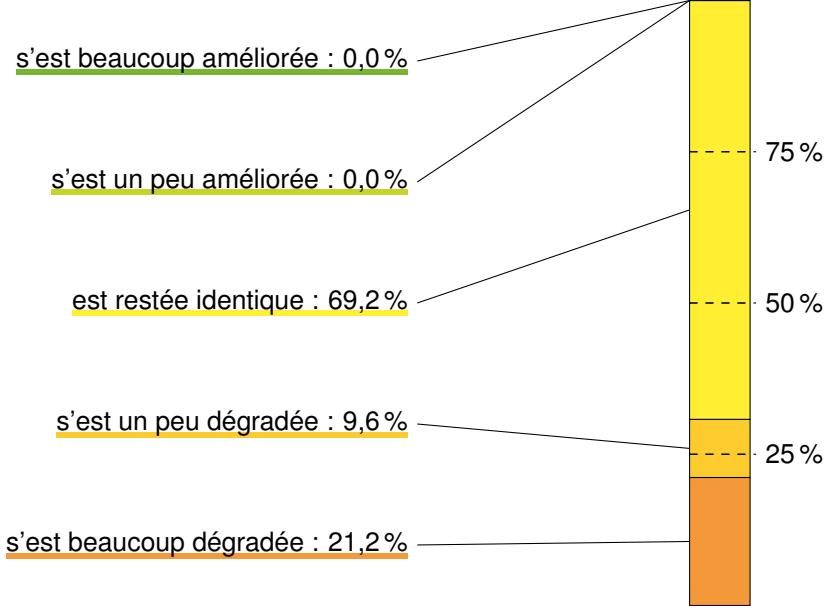 s'est beaucoup améliorée : 0,0 %
s'est un peu améliorée : 0,0 %
75 %
est restée identique : 69,2 %
50 %
s'est un peu dégradée : 9,6 %
25 %
s'est beaucoup dégradée : 21,2 %